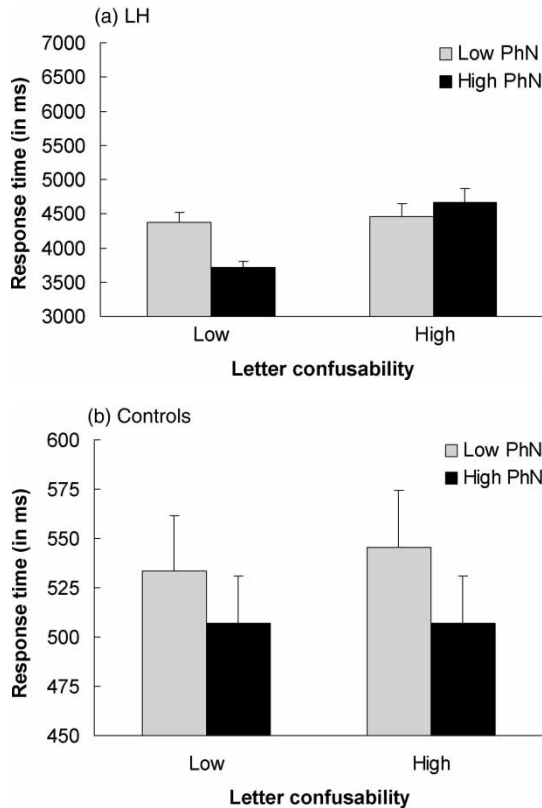 (a) LH
7000
6500
6000
5500
5000
4500
4000
3500
3000
Response time (in ms)
Low PhN
High PhN
Low High
Letter confusability
(b) Controls
600
575
550
525
500
475
450
Response time (in ms)
Low PhN
High PhN
Low High
Letter confusability